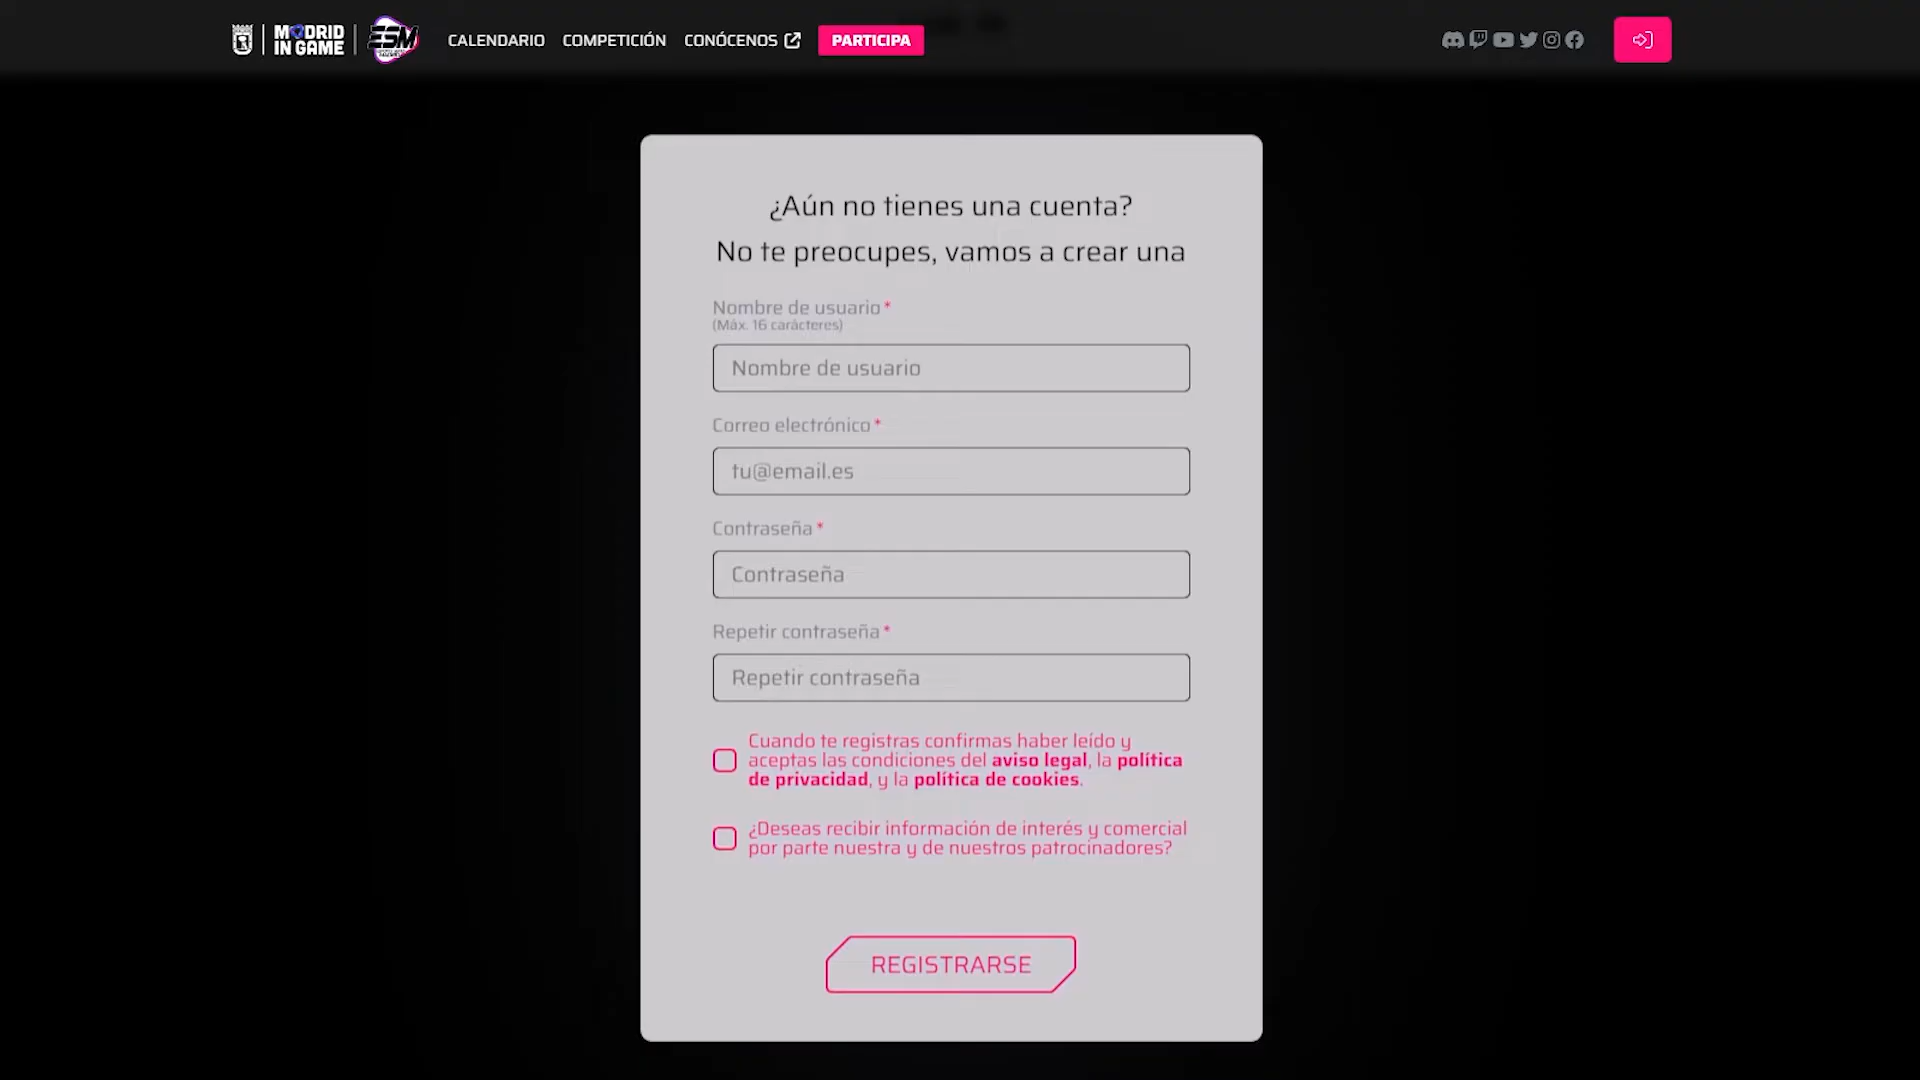 MADRID
IN GAME
ESM
CALENDARIO
COMPETICIÓN
CONÓCENOS
PARTICIPA
¿Aún no tienes una cuenta?
No te preocupes, vamos a crear una
Nombre de usuario*
(Máx. 16 carácteres)
Nombre de usuario
Correo electrónico*
tu@email.es
Contraseña*
Contraseña
Repetir contraseña*
Repetir contraseña
Cuando te registras confirmas haber leído y
aceptas las condiciones del aviso legal, la política
de privacidad, y la política de cookies.
¿Deseas recibir información de interés y comercial
por parte nuestra y de nuestros patrocinadores?
REGISTRARSE